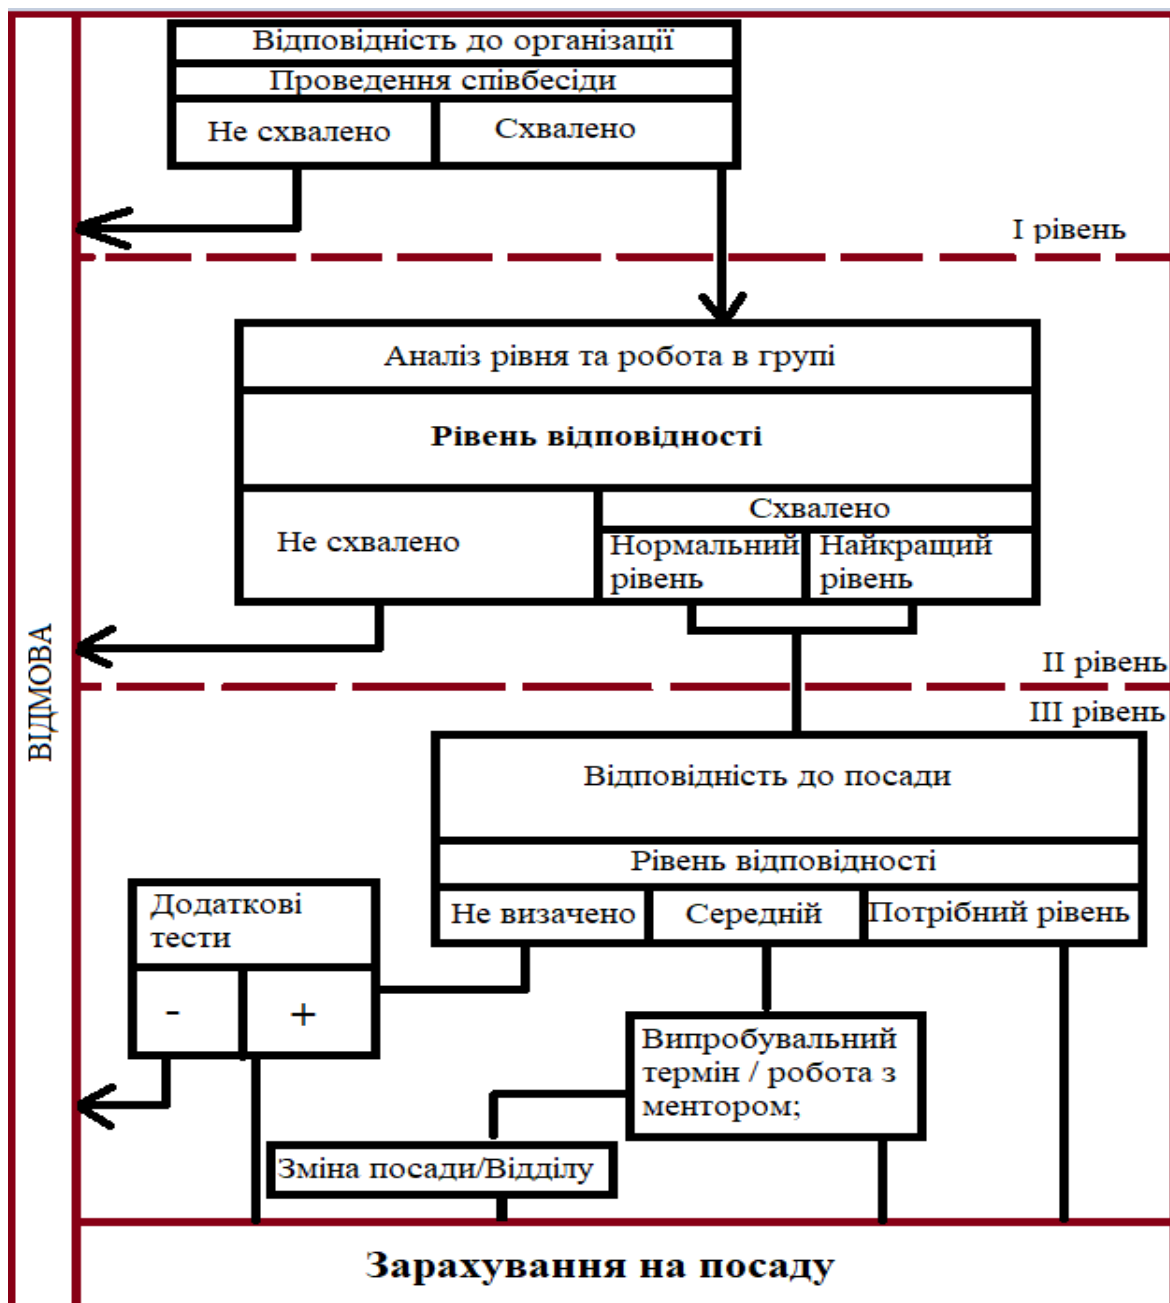 Відповідність до організації
Проведення співбесіди
Не схвалено
Схвалено
І рівень
Аналіз рівня та робота в групі
Рівень відповідності
Не схвалено
Схвалено
Нормальний
рівень
Найкращий
рівень
ІІ рівень
ІІІ рівень
ВІДМОВА
Відповідність до посади
Рівень відповідності
Не визачено
Середній
Потрібний рівень
Додаткові
тести
-
+
Випробувальний
термін / робота з
ментором;
Зміна посади/Відділу
Зарахування на посаду